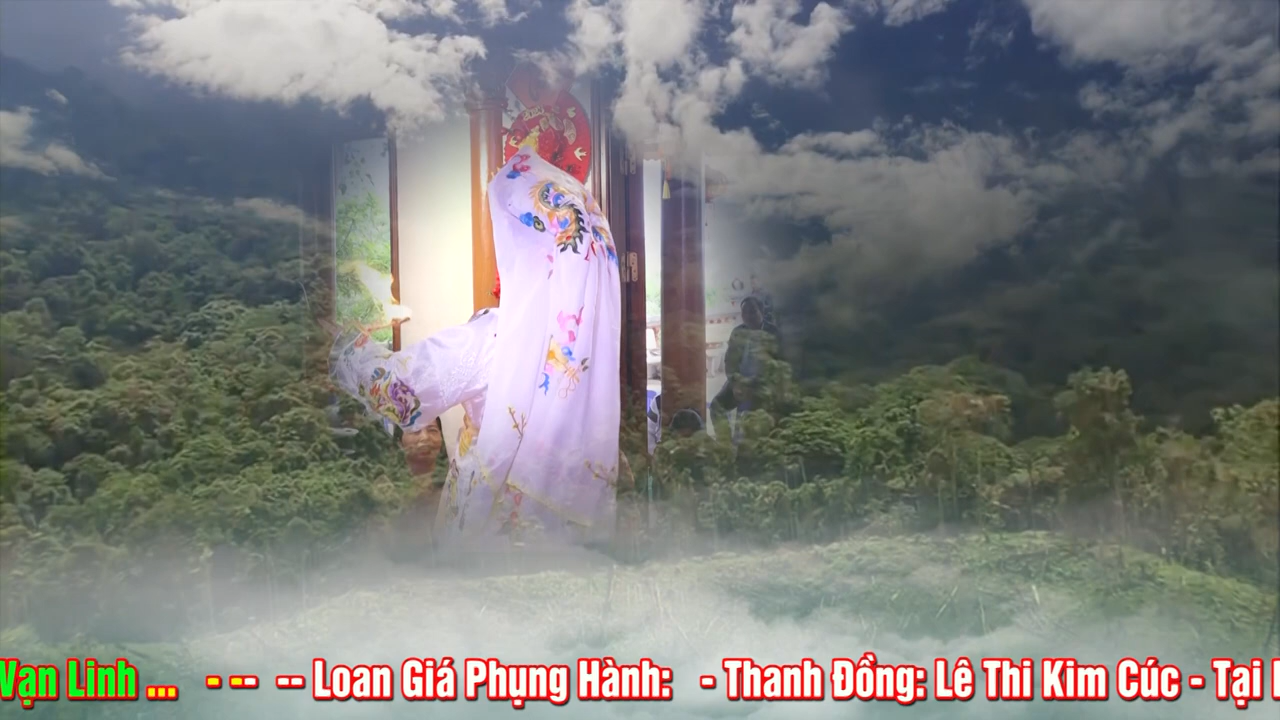 Vạn Linh ... - -- -- Loan Giá Phụng Hành: - Thanh Đồng: Lê Thi Kim Cúc - Tại